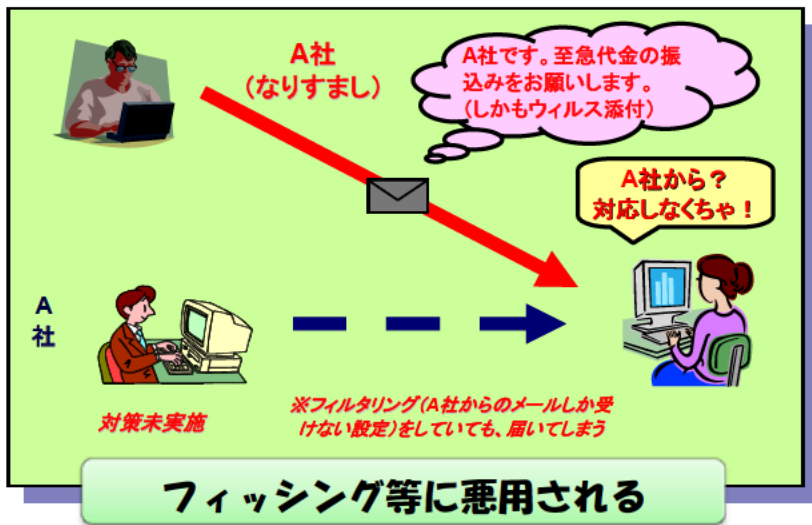 A社
(なりすまし)
A社です。至急代金の振
込みをお願いします。
(しかもウィルス添付)
A社から？
対応しなくちゃ！
A
社
対策未実施
※フィルタリング(A社からのメールしか受
けない設定)をしていても、届いてしまう
フィッシング等に悪用される